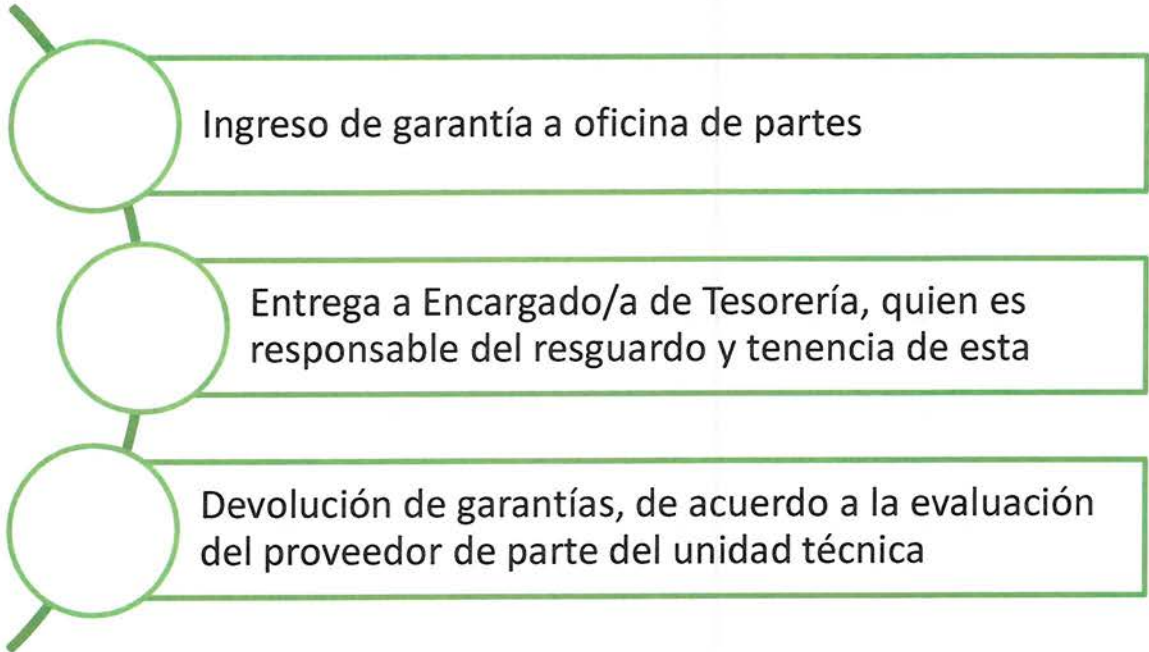 Ingreso de garantía a oficina de partes
Entrega a Encargado/a de Tesorería, quien es
responsable del resguardo y tenencia de esta
Devolución de garantías, de acuerdo a la evaluación
del proveedor de parte del unidad técnica